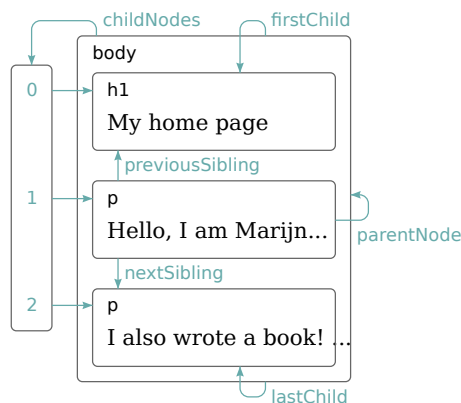 childNodes
firstChild
body
0
h1
My home page
previousSibling
1
p
Hello, I am Marijn...
parentNode
nextSibling
2
p
I also wrote a book! ...
lastChild